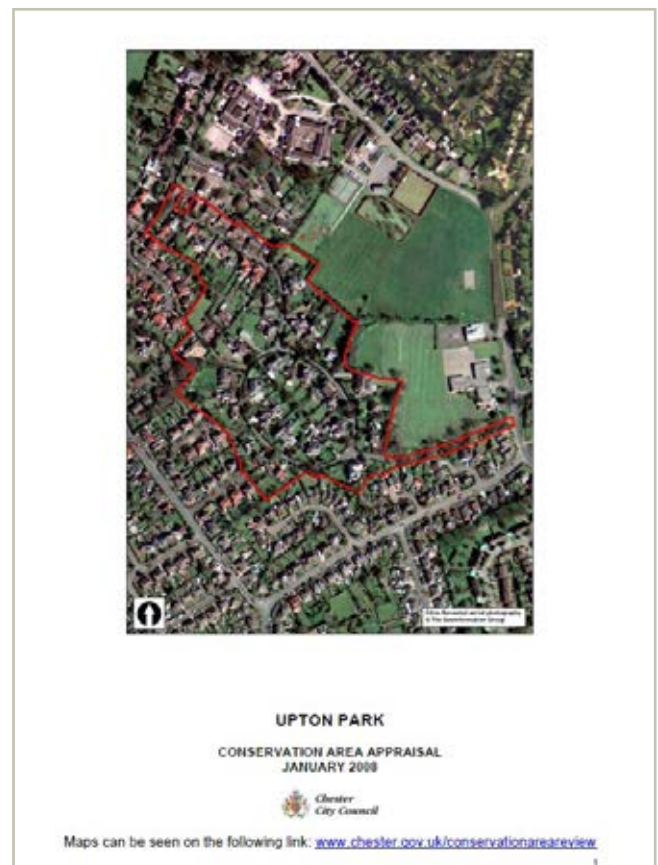 UPTON PARK
CONSERVATION AREA APPRAISAL
JANUARY 2008
Chester
City Council
Maps can be seen on the following link: www.chester.gov.uk/conservationareareview